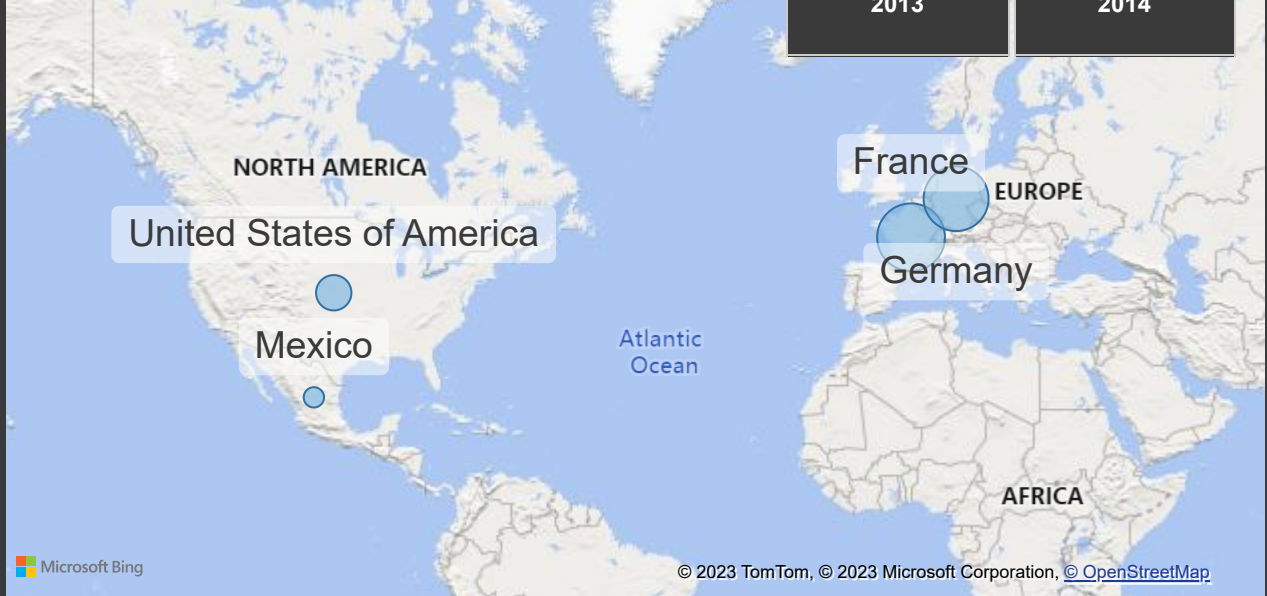 2013
2014
France
NORTH AMERICA
EUROPE
United States of America
Germany
Mexico
Atlantic
Ocean
AFRICA
Microsoft Bing
© 2023 TomTom, © 2023 Microsoft Corporation, © OpenStreetMap